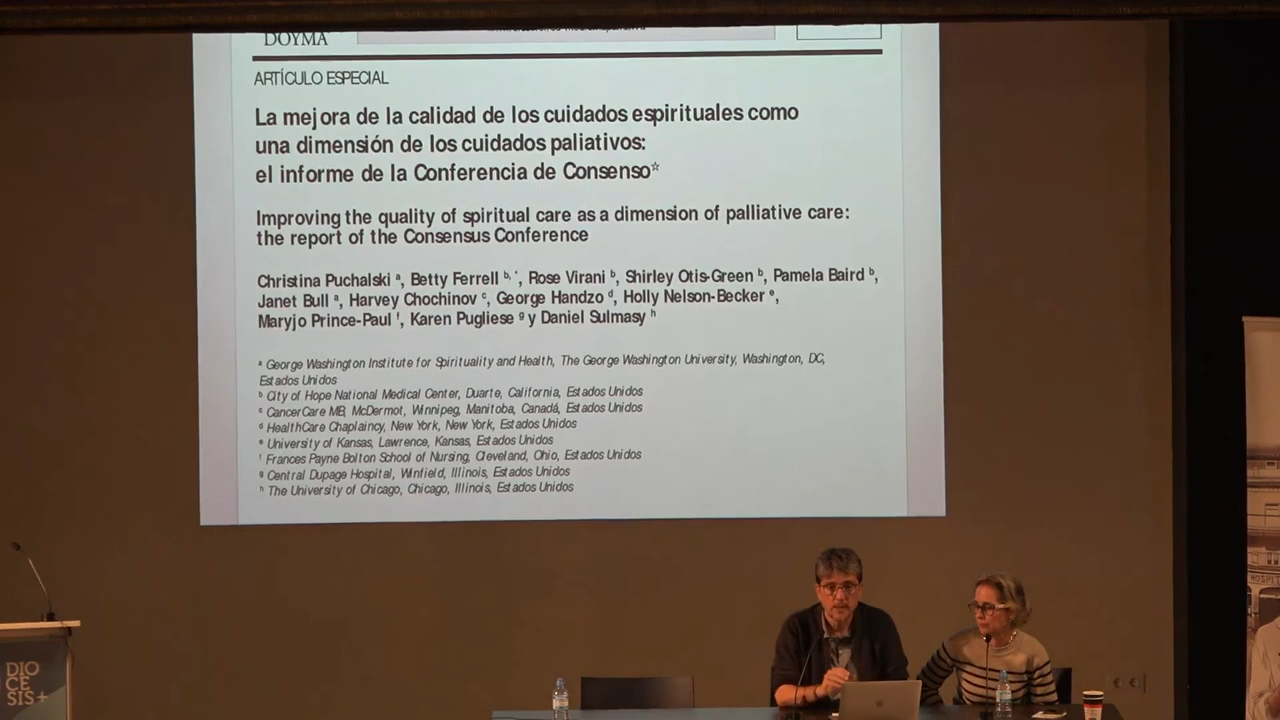 DOYMA
ARTÍCULO ESPECIAL
La mejora de la calidad de los cuidados espirituales como
una dimensión de los cuidados paliativos:
el informe de la Conferencia de Consenso☆
Improving the quality of spiritual care as a dimension of palliative care:
the report of the Consensus Conference
Christina Puchalski a, Betty Ferrell b,*, Rose Virani b, Shirley Otis-Green b, Pamela Baird b,
Janet Bull a, Harvey Chochinov c, George Handzo d, Holly Nelson-Becker e,
Maryjo Prince-Paul f, Karen Pugliese g y Daniel Sulmasy h
a George Washington Institute for Spirituality and Health, The George Washington University, Washington, DC,
Estados Unidos
b City of Hope National Medical Center, Duarte, California, Estados Unidos
c CancerCare MB, McDermot, Winnipeg, Manitoba, Canadá, Estados Unidos
d HealthCare Chaplaincy, New York, New York, Estados Unidos
e University of Kansas, Lawrence, Kansas, Estados Unidos
f Frances Payne Bolton School of Nursing, Cleveland, Ohio, Estados Unidos
g Central Dupage Hospital, Winfield, Illinois, Estados Unidos
h The University of Chicago, Chicago, Illinois, Estados Unidos
DIO
CE
SIS+
HOSPI